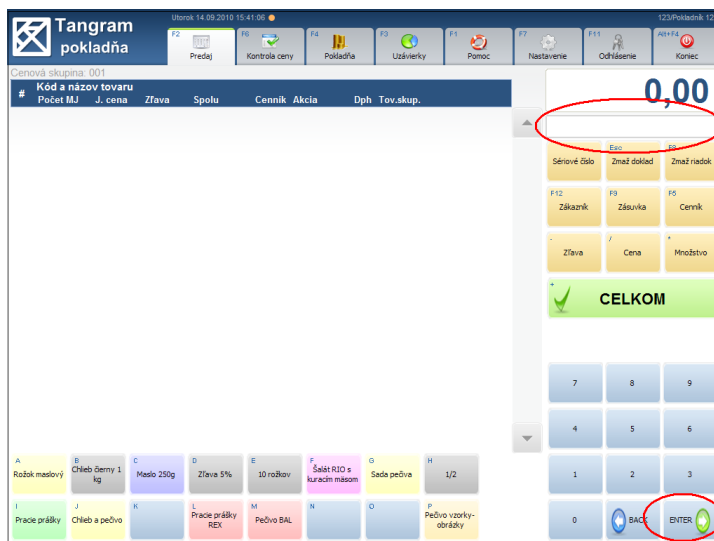 Tangram
pokladňa
Utorok 14.09.2010 15:41:06
123/Pokladník 12
F2
Predaj
F6
Kontrola ceny
F4
Pokladňa
F3
Uzávierky
F1
Pomoc
F7
Nastavenie
F11
Odhlásenie
Alt+F4
Koniec
Cenová skupina: 001
# Kód a názov tovaru
Počet MJ J. cena Zľava Spolu Cenník Akcia Dph Tov.skup.
0,00
Sériové číslo
Esc
Zmaž doklad
Zmaž riadok
F12
Zákazník
F9
Zásuvka
F5
Cenník
-
Zľava
/
Cena
*
Množstvo
+
CELKOM
7 8 9
4 5 6
1 2 3
0
BACK
ENTER
A
Rožok maslový
B
Chlieb čierny 1
kg
C
Maslo 250g
D
Zľava 5%
E
10 rožkov
F
Šalát RIO s
kuracím mäsom
G
Sada pečiva
H
1/2
I
Pracie prášky
J
Chlieb a pečivo
K
L
Pracie prášky
REX
M
Pečivo BAL
N
O
P
Pečivo vzorky-
obrázky